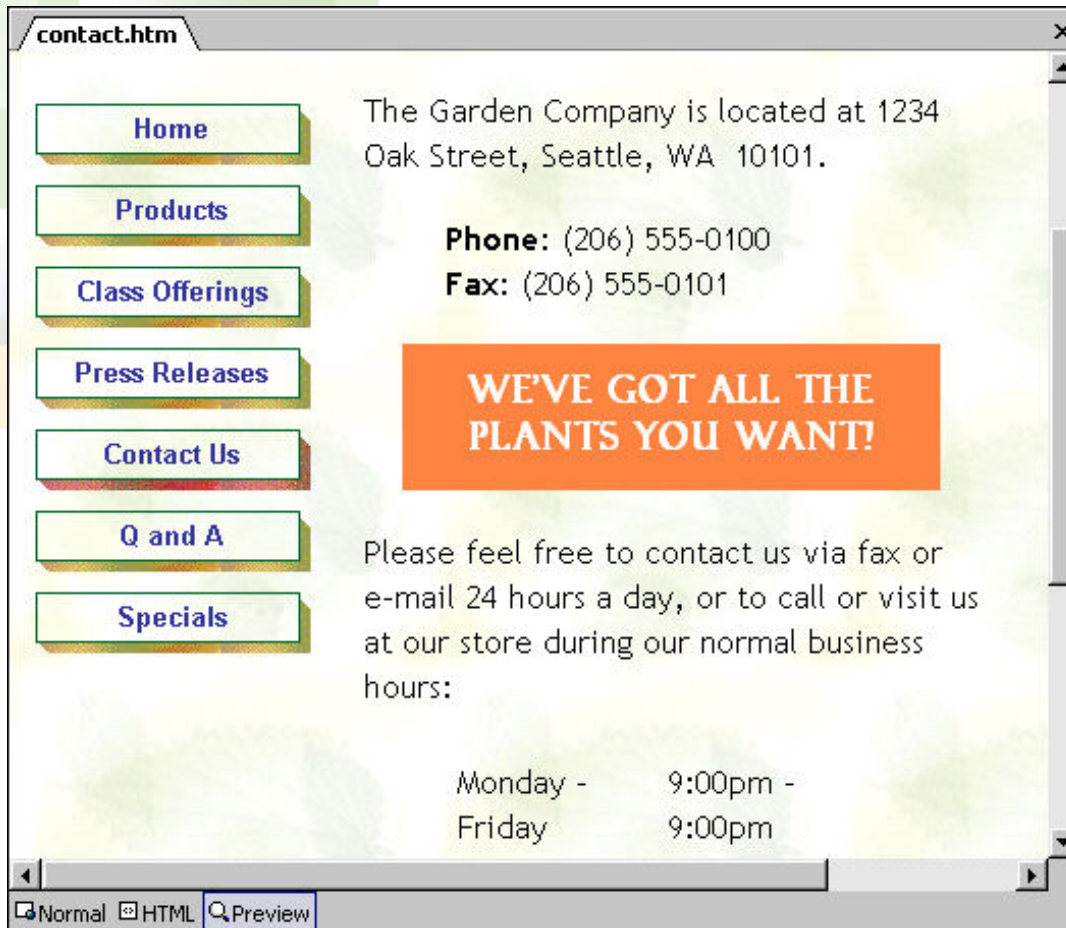 contact.htm
Home
Products
Class Offerings
Press Releases
Contact Us
Q and A
Specials
The Garden Company is located at 1234
Oak Street, Seattle, WA 10101.
Phone: (206) 555-0100
Fax: (206) 555-0101
WE'VE GOT ALL THE
PLANTS YOU WANT!
Please feel free to contact us via fax or
e-mail 24 hours a day, or to call or visit us
at our store during our normal business
hours:
Monday - 9:00pm -
Friday 9:00pm
Normal HTML Preview